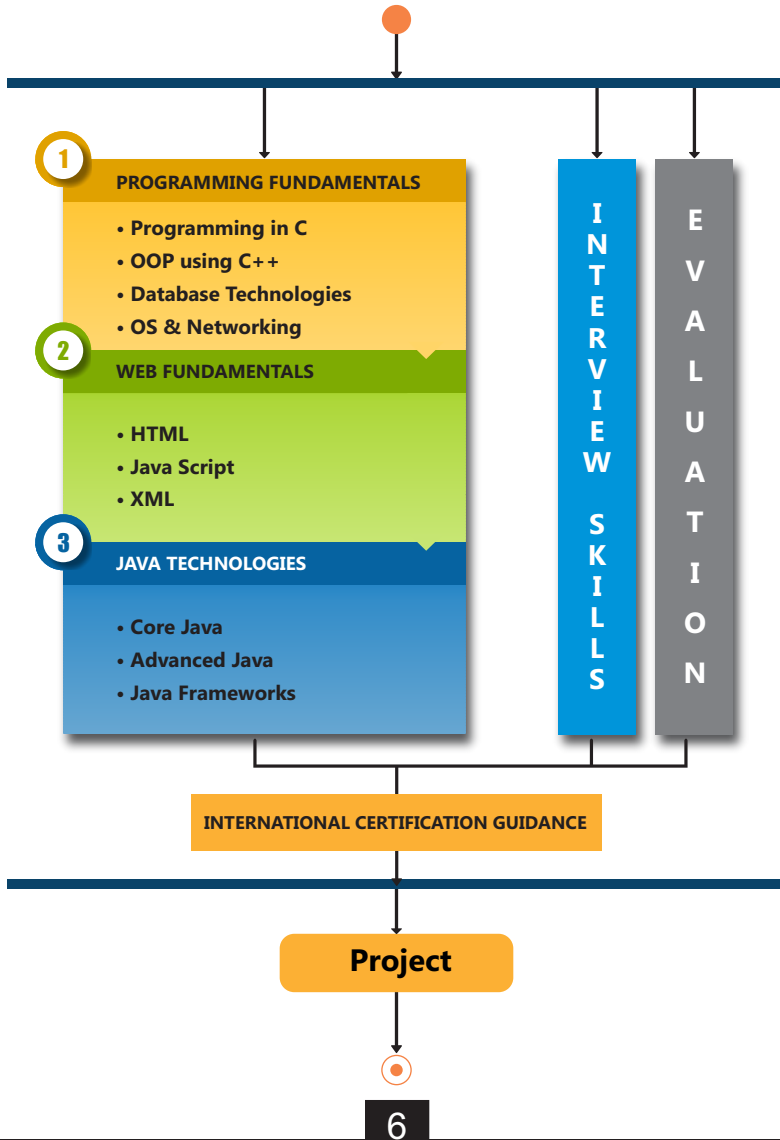 1
PROGRAMMING FUNDAMENTALS
• Programming in C
• OOP using C++
• Database Technologies
• OS & Networking
2
WEB FUNDAMENTALS
• HTML
• Java Script
• XML
3
JAVA TECHNOLOGIES
• Core Java
• Advanced Java
• Java Frameworks
INTERVIEW SKILLS
EVALUATION
INTERNATIONAL CERTIFICATION GUIDANCE
Project
6